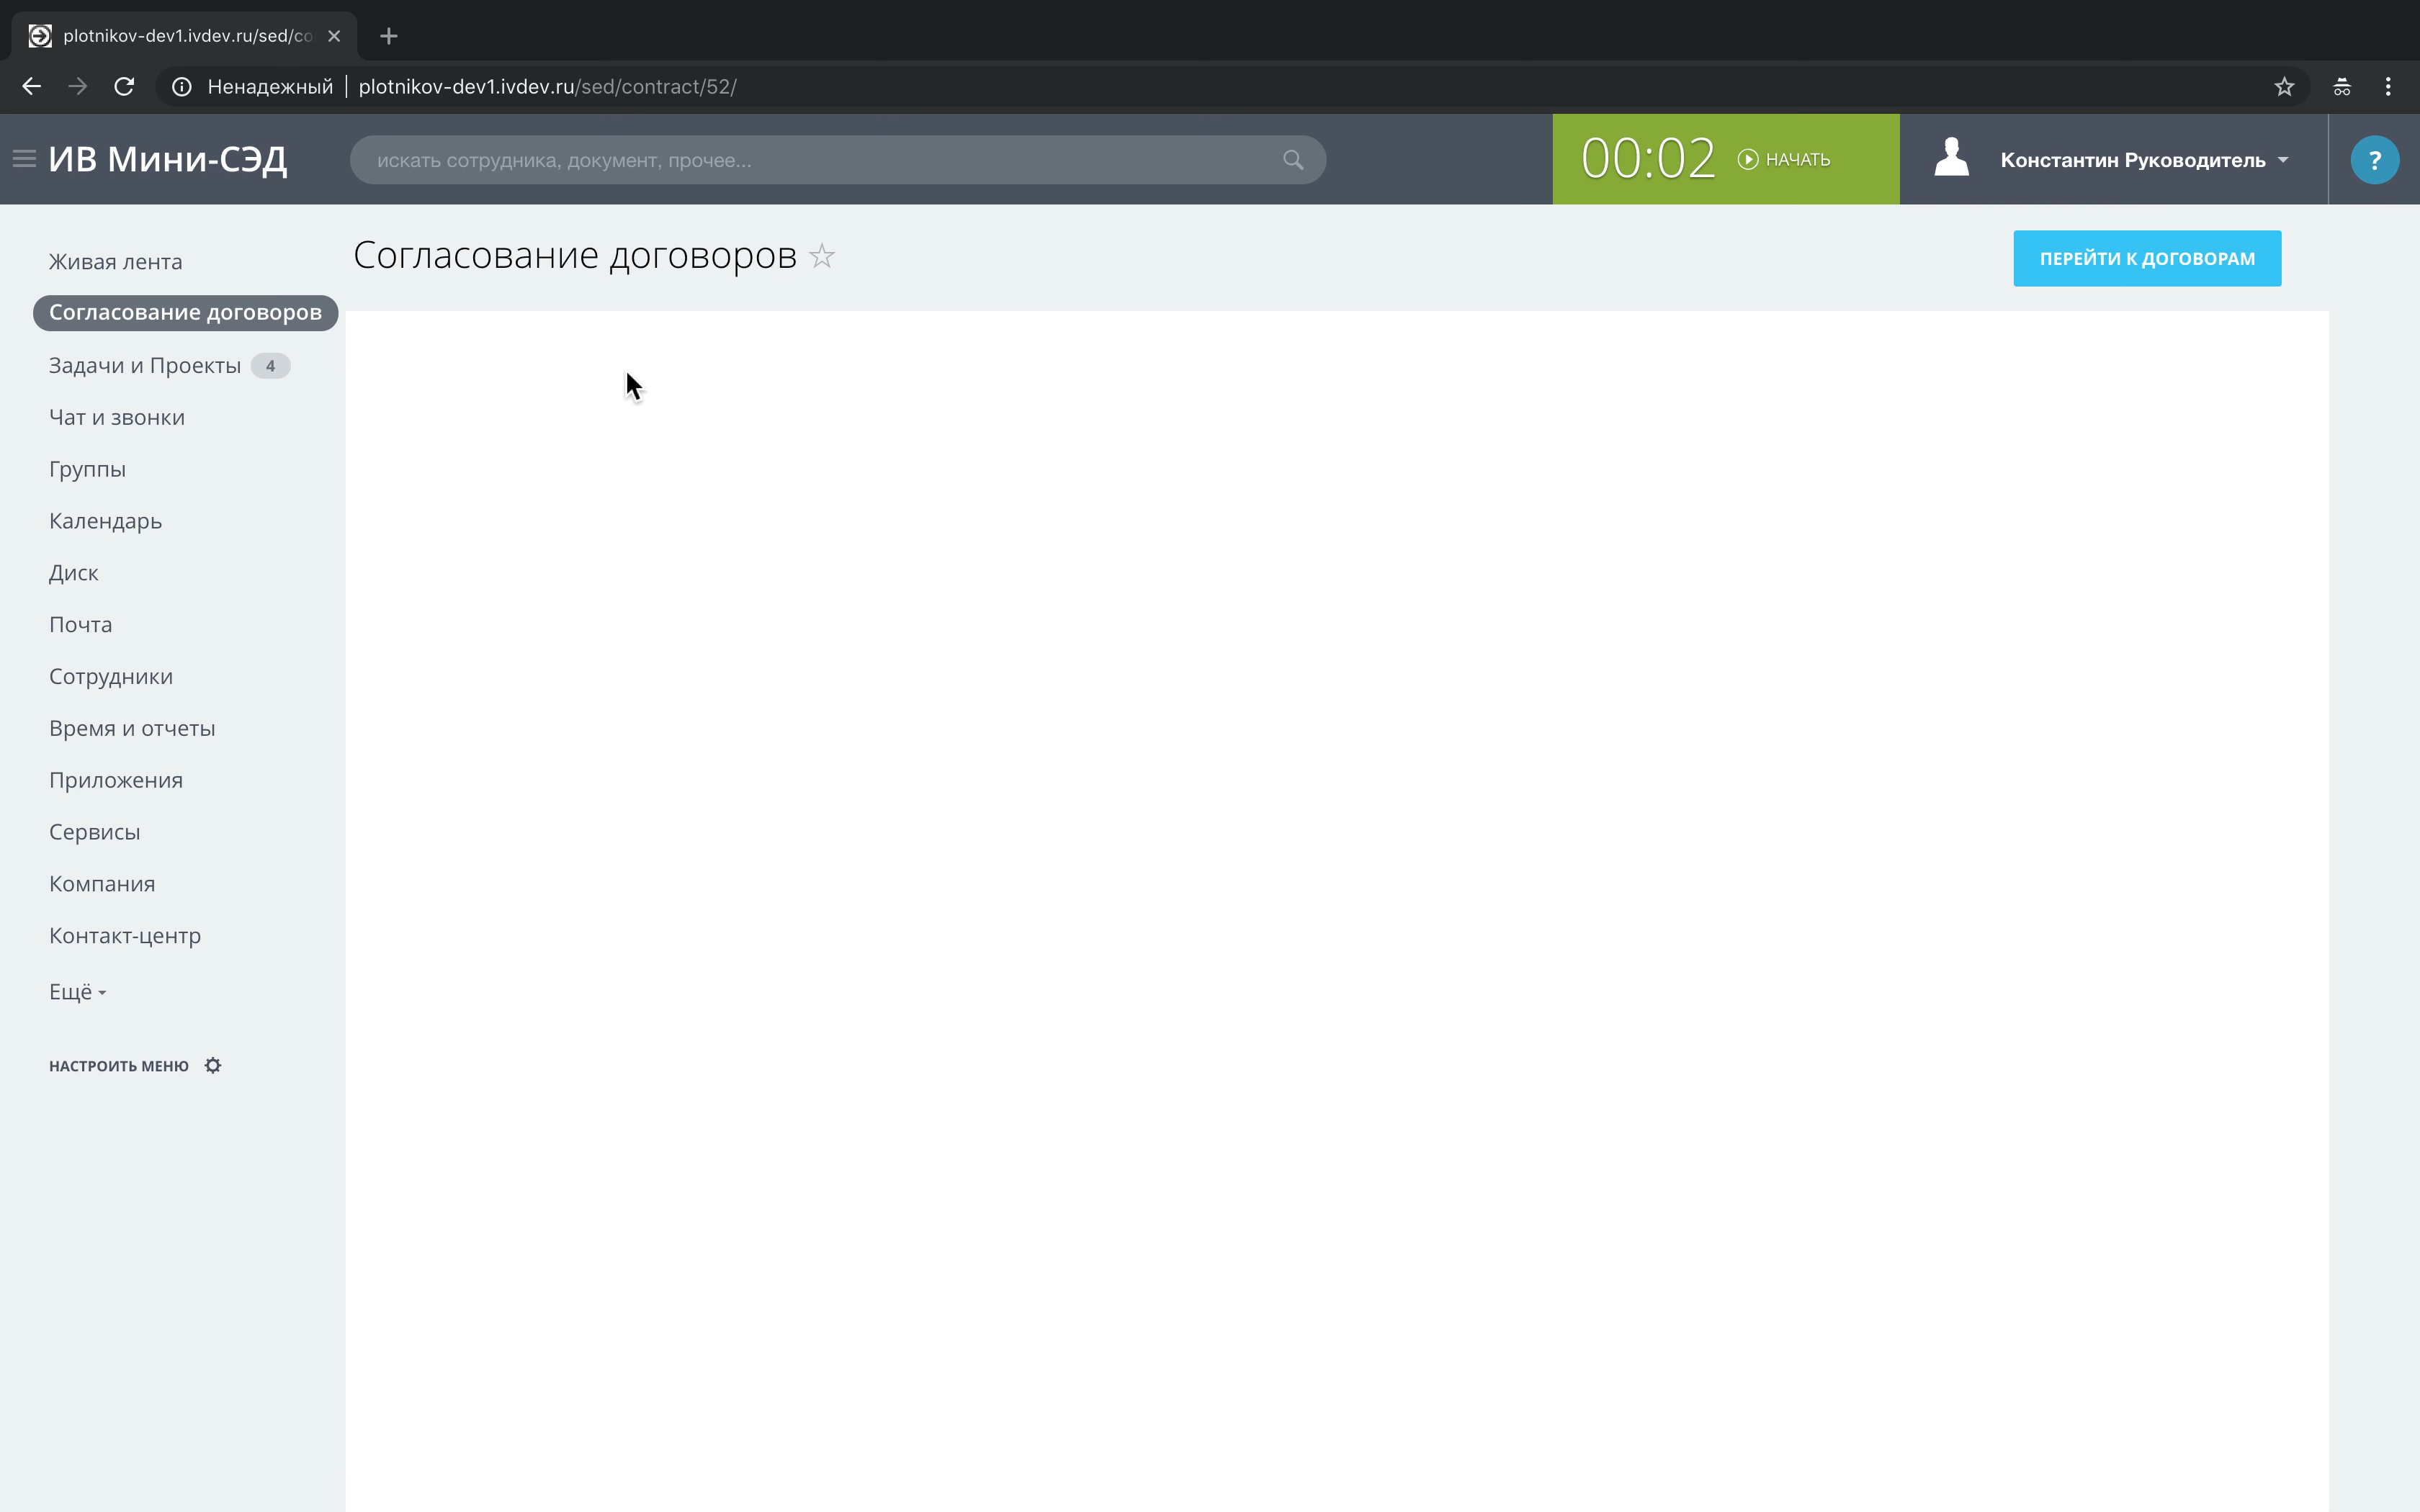 plotnikov-dev1.ivdev.ru/sed/co
Ненадежный plotnikov-dev1.ivdev.ru/sed/contract/52/
ИВ Мини-СЭД
искать сотрудника, документ, прочее...
00:02 НАЧАТЬ
Константин Руководитель
?
Живая лента
Согласование договоров
Задачи и Проекты 4
Чат и звонки
Группы
Календарь
Диск
Почта
Сотрудники
Время и отчеты
Приложения
Сервисы
Компания
Контакт-центр
Ещё
НАСТРОИТЬ МЕНЮ
Согласование договоров
ПЕРЕЙТИ К ДОГОВОРАМ